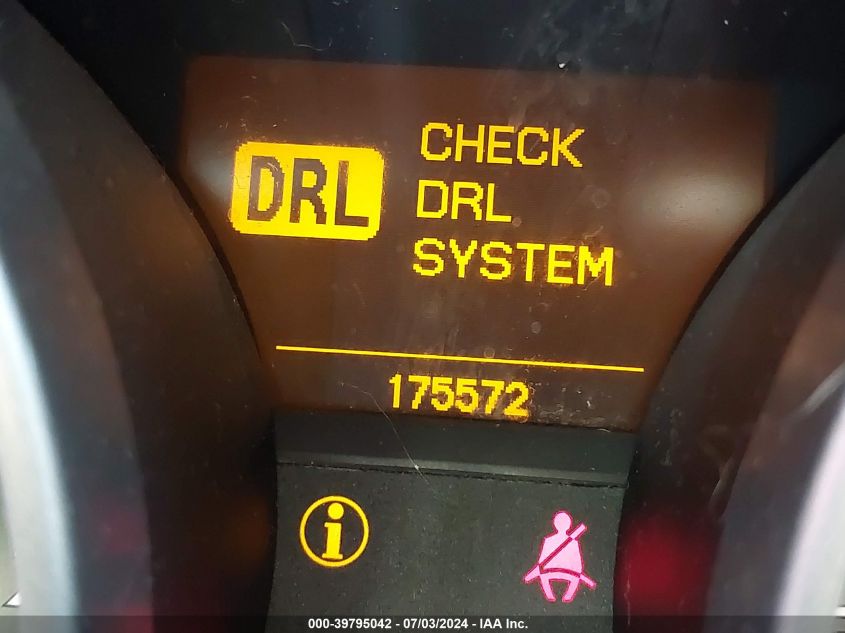 DRL
CHECK
DRL
SYSTEM
175572
i
000-39795042 - 07/03/2024 - IAA Inc.